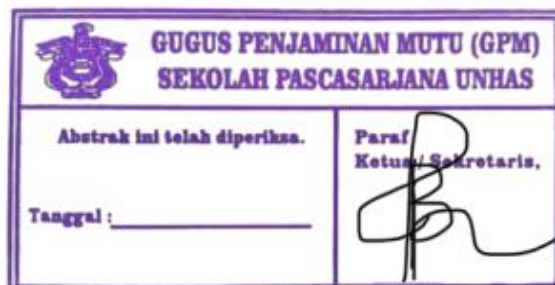 GUGUS PENJAMINAN MUTU (GPM)
SEKOLAH PASCASARJANA UNHAS
Abstrak ini telah diperiksa.
Paraf
Ketua / Sekretaris,
Tanggal :